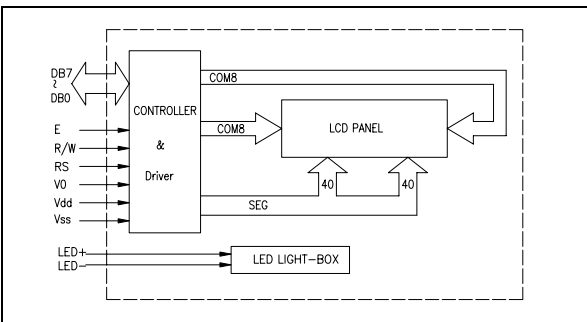 DB7
~
DB0
E
R/W
RS
V0
Vdd
Vss
LED+
LED-
CONTROLLER
&
Driver
COM8
COM8
LCD PANEL
40
40
SEG
LED LIGHT-BOX